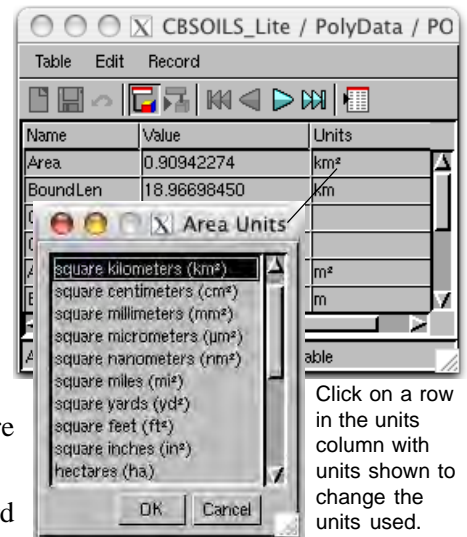 X CBSOILS_Lite / PolyData / PO
Table Edit Record
Name Value Units
Area 0.90942274 km²
BoundLen 18.96698450 km
X Area Units
m²
m
square kilometers (km²)
square centimeters (cm²)
square millimeters (mm²)
square micrometers (µm²)
square nanometers (nm²)
square miles (mi²)
square yards (yd²)
square feet (ft²)
square inches (in²)
hectares (ha)
OK Cancel
able
Click on a row
in the units
column with
units shown to
change the
units used.
re
d